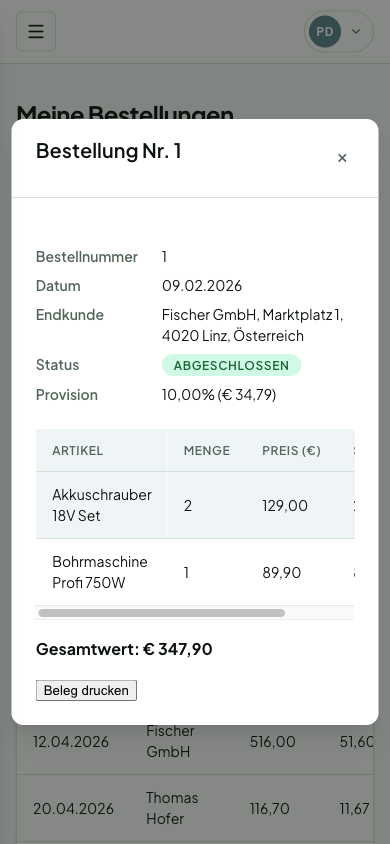 PD
Meine Bestellungen
Bestellung Nr. 1
×
Bestellnummer 1
Datum 09.02.2026
Endkunde Fischer GmbH, Marktplatz 1,
4020 Linz, Österreich
Status ABGESCHLOSSEN
Provision 10,00% (€ 34,79)
ARTIKEL MENGE PREIS (€)
Akkuschrauber
18V Set
2 129,00
Bohrmaschine
Profi 750W
1 89,90
Gesamtwert: € 347,90
Beleg drucken
12.04.2026 Fischer
GmbH
516,00 51,60
20.04.2026 Thomas
Hofer
116,70 11,67